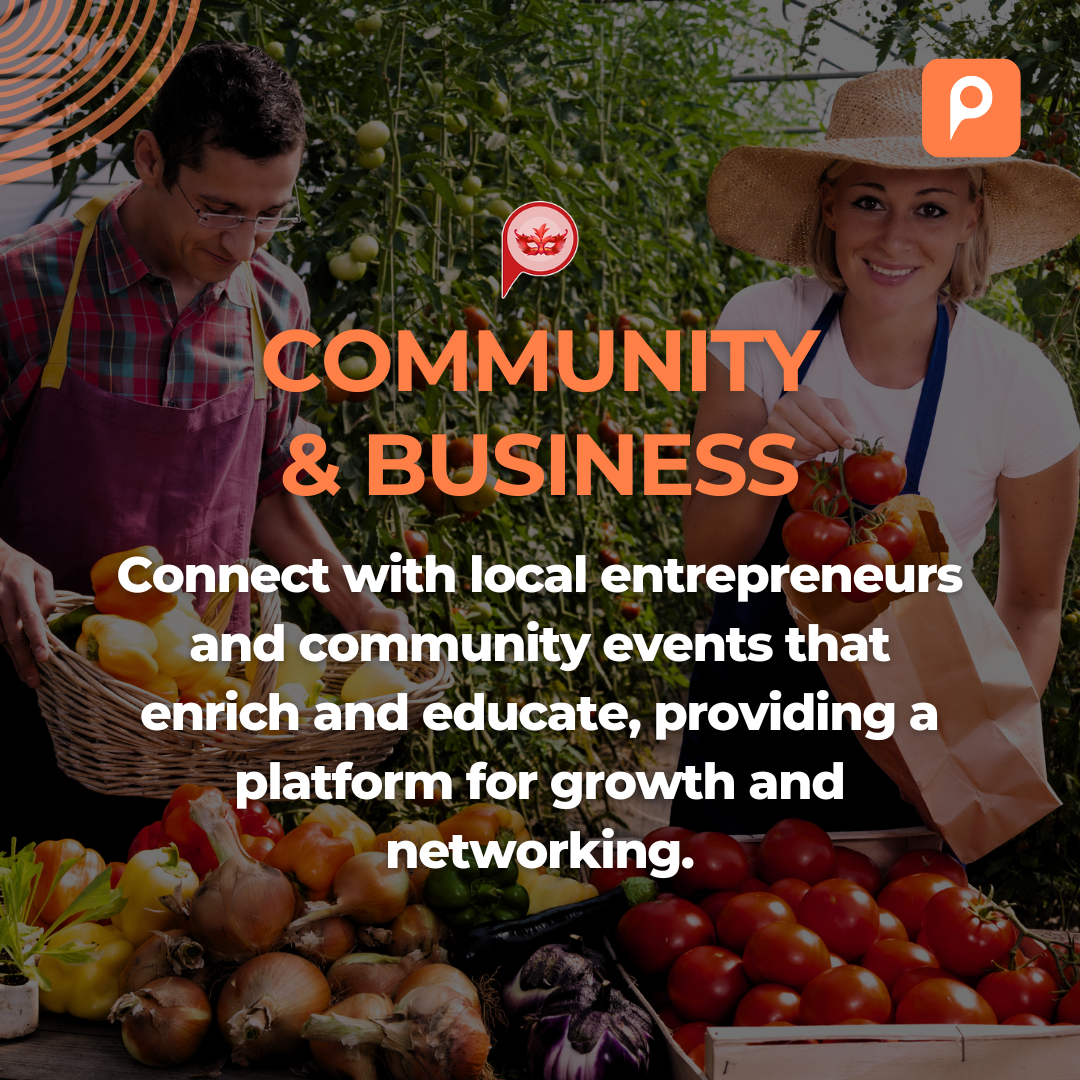 P
COMMUNITY
& BUSINESS
Connect with local entrepreneurs
and community events that
enrich and educate, providing a
platform for growth and
networking.